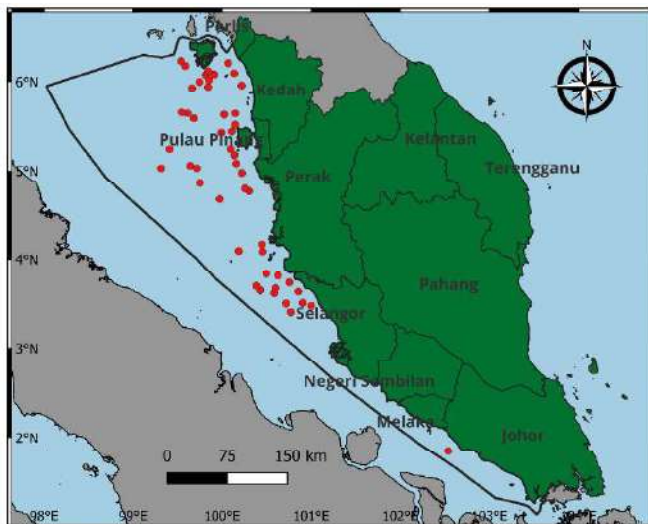 Perlis
N
6°N
Kedah
Pulau Pinang
Kelantan
Terengganu
5°N
Perak
4°N
Pahang
Selangor
3°N
Negeri Sembilan
Melaka
Johor
2°N
0 75 150 km
98°E 99°E 100°E 101°E 102°E 103°E 104°E